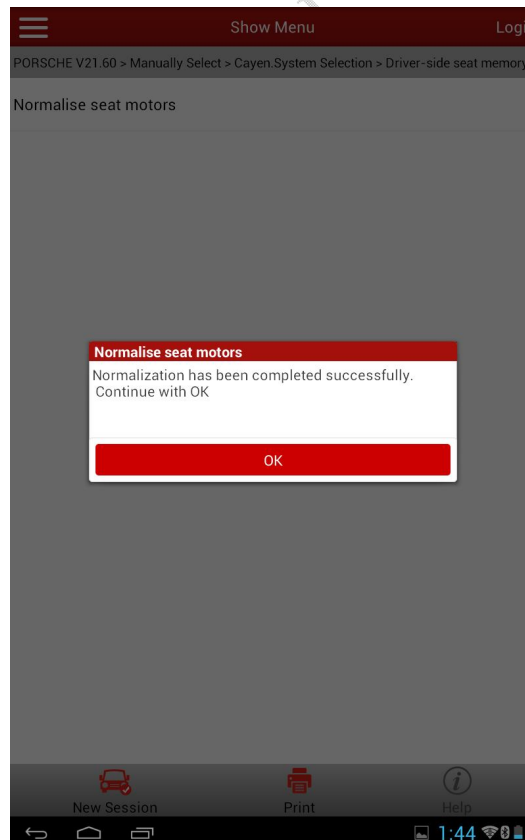 Show Menu
Logi
PORSCHE V21.60 > Manually Select > Cayen.System Selection > Driver-side seat memory
Normalise seat motors
Normalise seat motors
Normalization has been completed successfully.
Continue with OK
OK
New Session
Print
Help
1:44